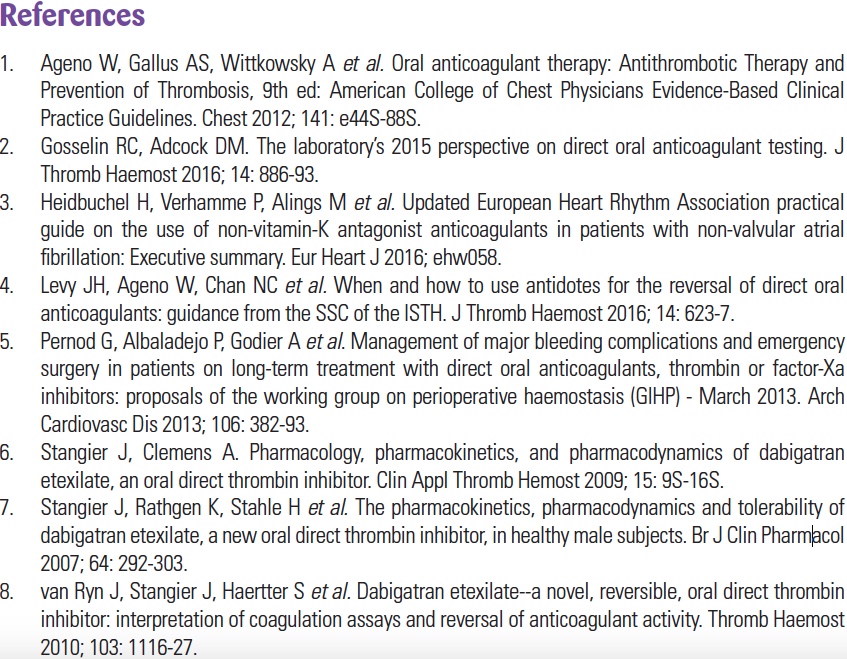 References
1. Ageno W, Gallus AS, Wittkowsky A et al. Oral anticoagulant therapy: Antithrombotic Therapy and
Prevention of Thrombosis, 9th ed: American College of Chest Physicians Evidence-Based Clinical
Practice Guidelines. Chest 2012; 141: e44S-88S.
2. Gosselin RC, Adcock DM. The laboratory's 2015 perspective on direct oral anticoagulant testing. J
Thromb Haemost 2016; 14: 886-93.
3. Heidbuchel H, Verhamme P, Alings M et al. Updated European Heart Rhythm Association practical
guide on the use of non-vitamin-K antagonist anticoagulants in patients with non-valvular atrial
fibrillation: Executive summary. Eur Heart J 2016; ehw058.
4. Levy JH, Ageno W, Chan NC et al. When and how to use antidotes for the reversal of direct oral
anticoagulants: guidance from the SSC of the ISTH. J Thromb Haemost 2016; 14: 623-7.
5. Pernod G, Albaladejo P, Godier A et al. Management of major bleeding complications and emergency
surgery in patients on long-term treatment with direct oral anticoagulants, thrombin or factor-Xa
inhibitors: proposals of the working group on perioperative haemostasis (GIHP) - March 2013. Arch
Cardiovasc Dis 2013; 106: 382-93.
6. Stangier J, Clemens A. Pharmacology, pharmacokinetics, and pharmacodynamics of dabigatran
etexilate, an oral direct thrombin inhibitor. Clin Appl Thromb Hemost 2009; 15: 9S-16S.
7. Stangier J, Rathgen K, Stahle H et al. The pharmacokinetics, pharmacodynamics and tolerability of
dabigatran etexilate, a new oral direct thrombin inhibitor, in healthy male subjects. Br J Clin Pharmacol
2007; 64: 292-303.
8. van Ryn J, Stangier J, Haertter S et al. Dabigatran etexilate--a novel, reversible, oral direct thrombin
inhibitor: interpretation of coagulation assays and reversal of anticoagulant activity. Thromb Haemost
2010; 103: 1116-27.